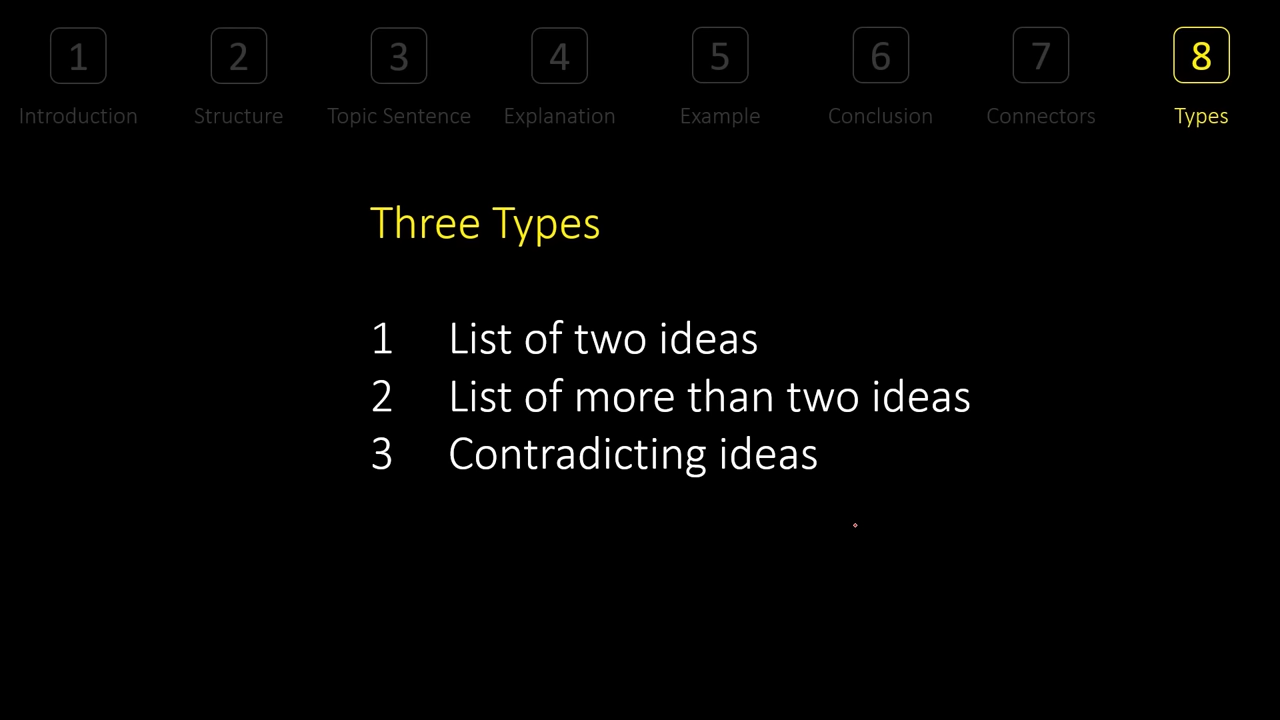 1 2 3 4 5 6 7 8
Introduction Structure Topic Sentence Explanation Example Conclusion Connectors Types
Three Types
1 List of two ideas
2 List of more than two ideas
3 Contradicting ideas